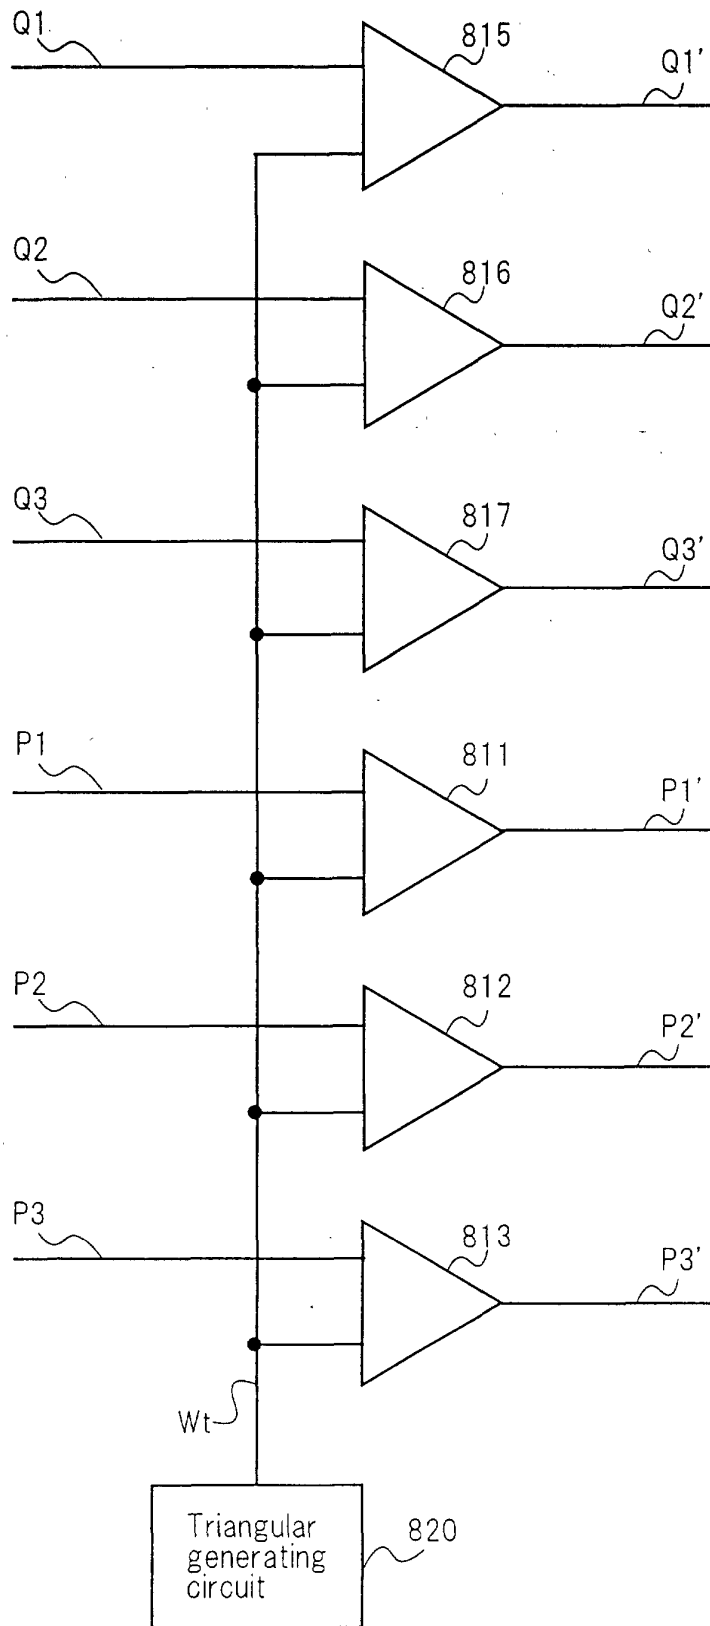 Q1
815
Q1'
Q2
816
Q2'
Q3
817
Q3'
P1
811
P1'
P2
812
P2'
P3
813
P3'
Wt
Triangular
generating
circuit
820